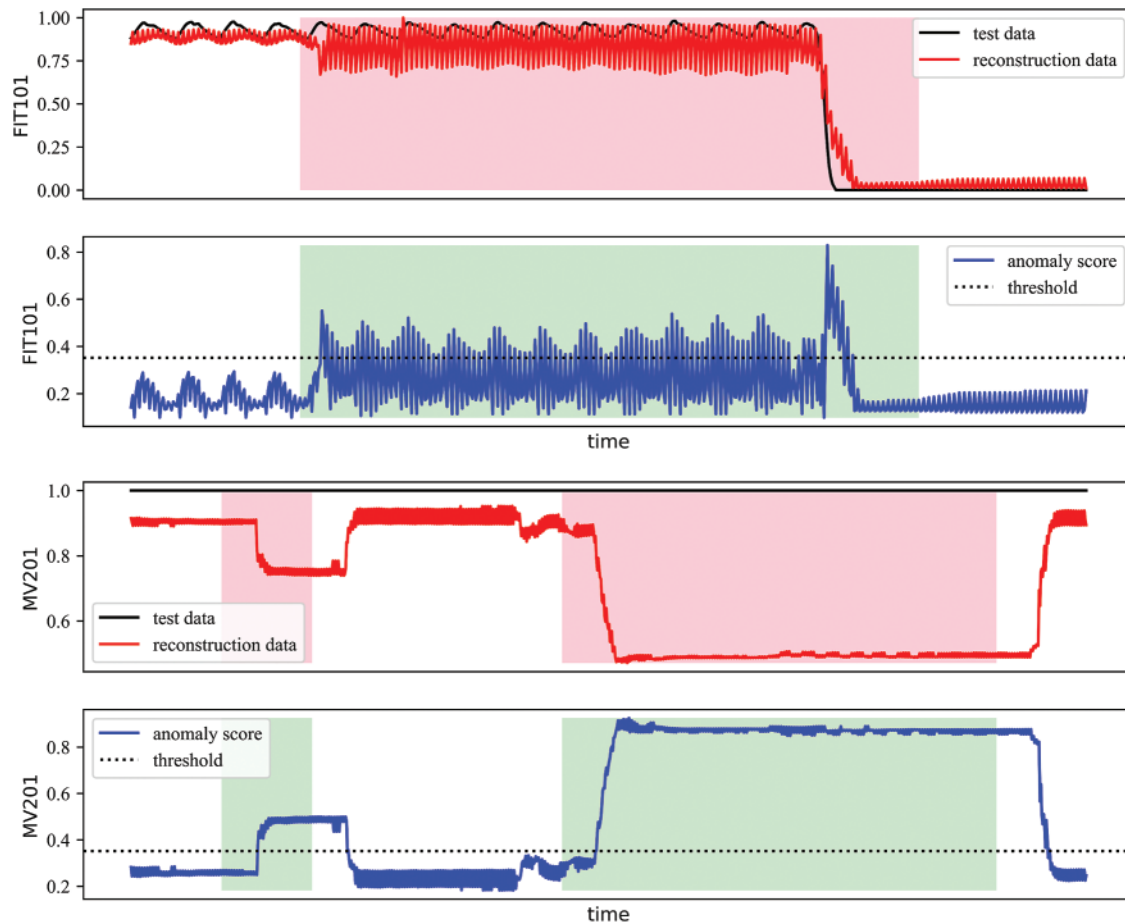 1.00
0.75
0.50
0.25
0.00
FIT101
test data
reconstruction data
0.8
0.6
0.4
0.2
FIT101
anomaly score
threshold
time
1.0
0.8
0.6
MV201
test data
reconstruction data
0.8
0.6
0.4
0.2
MV201
anomaly score
threshold
time